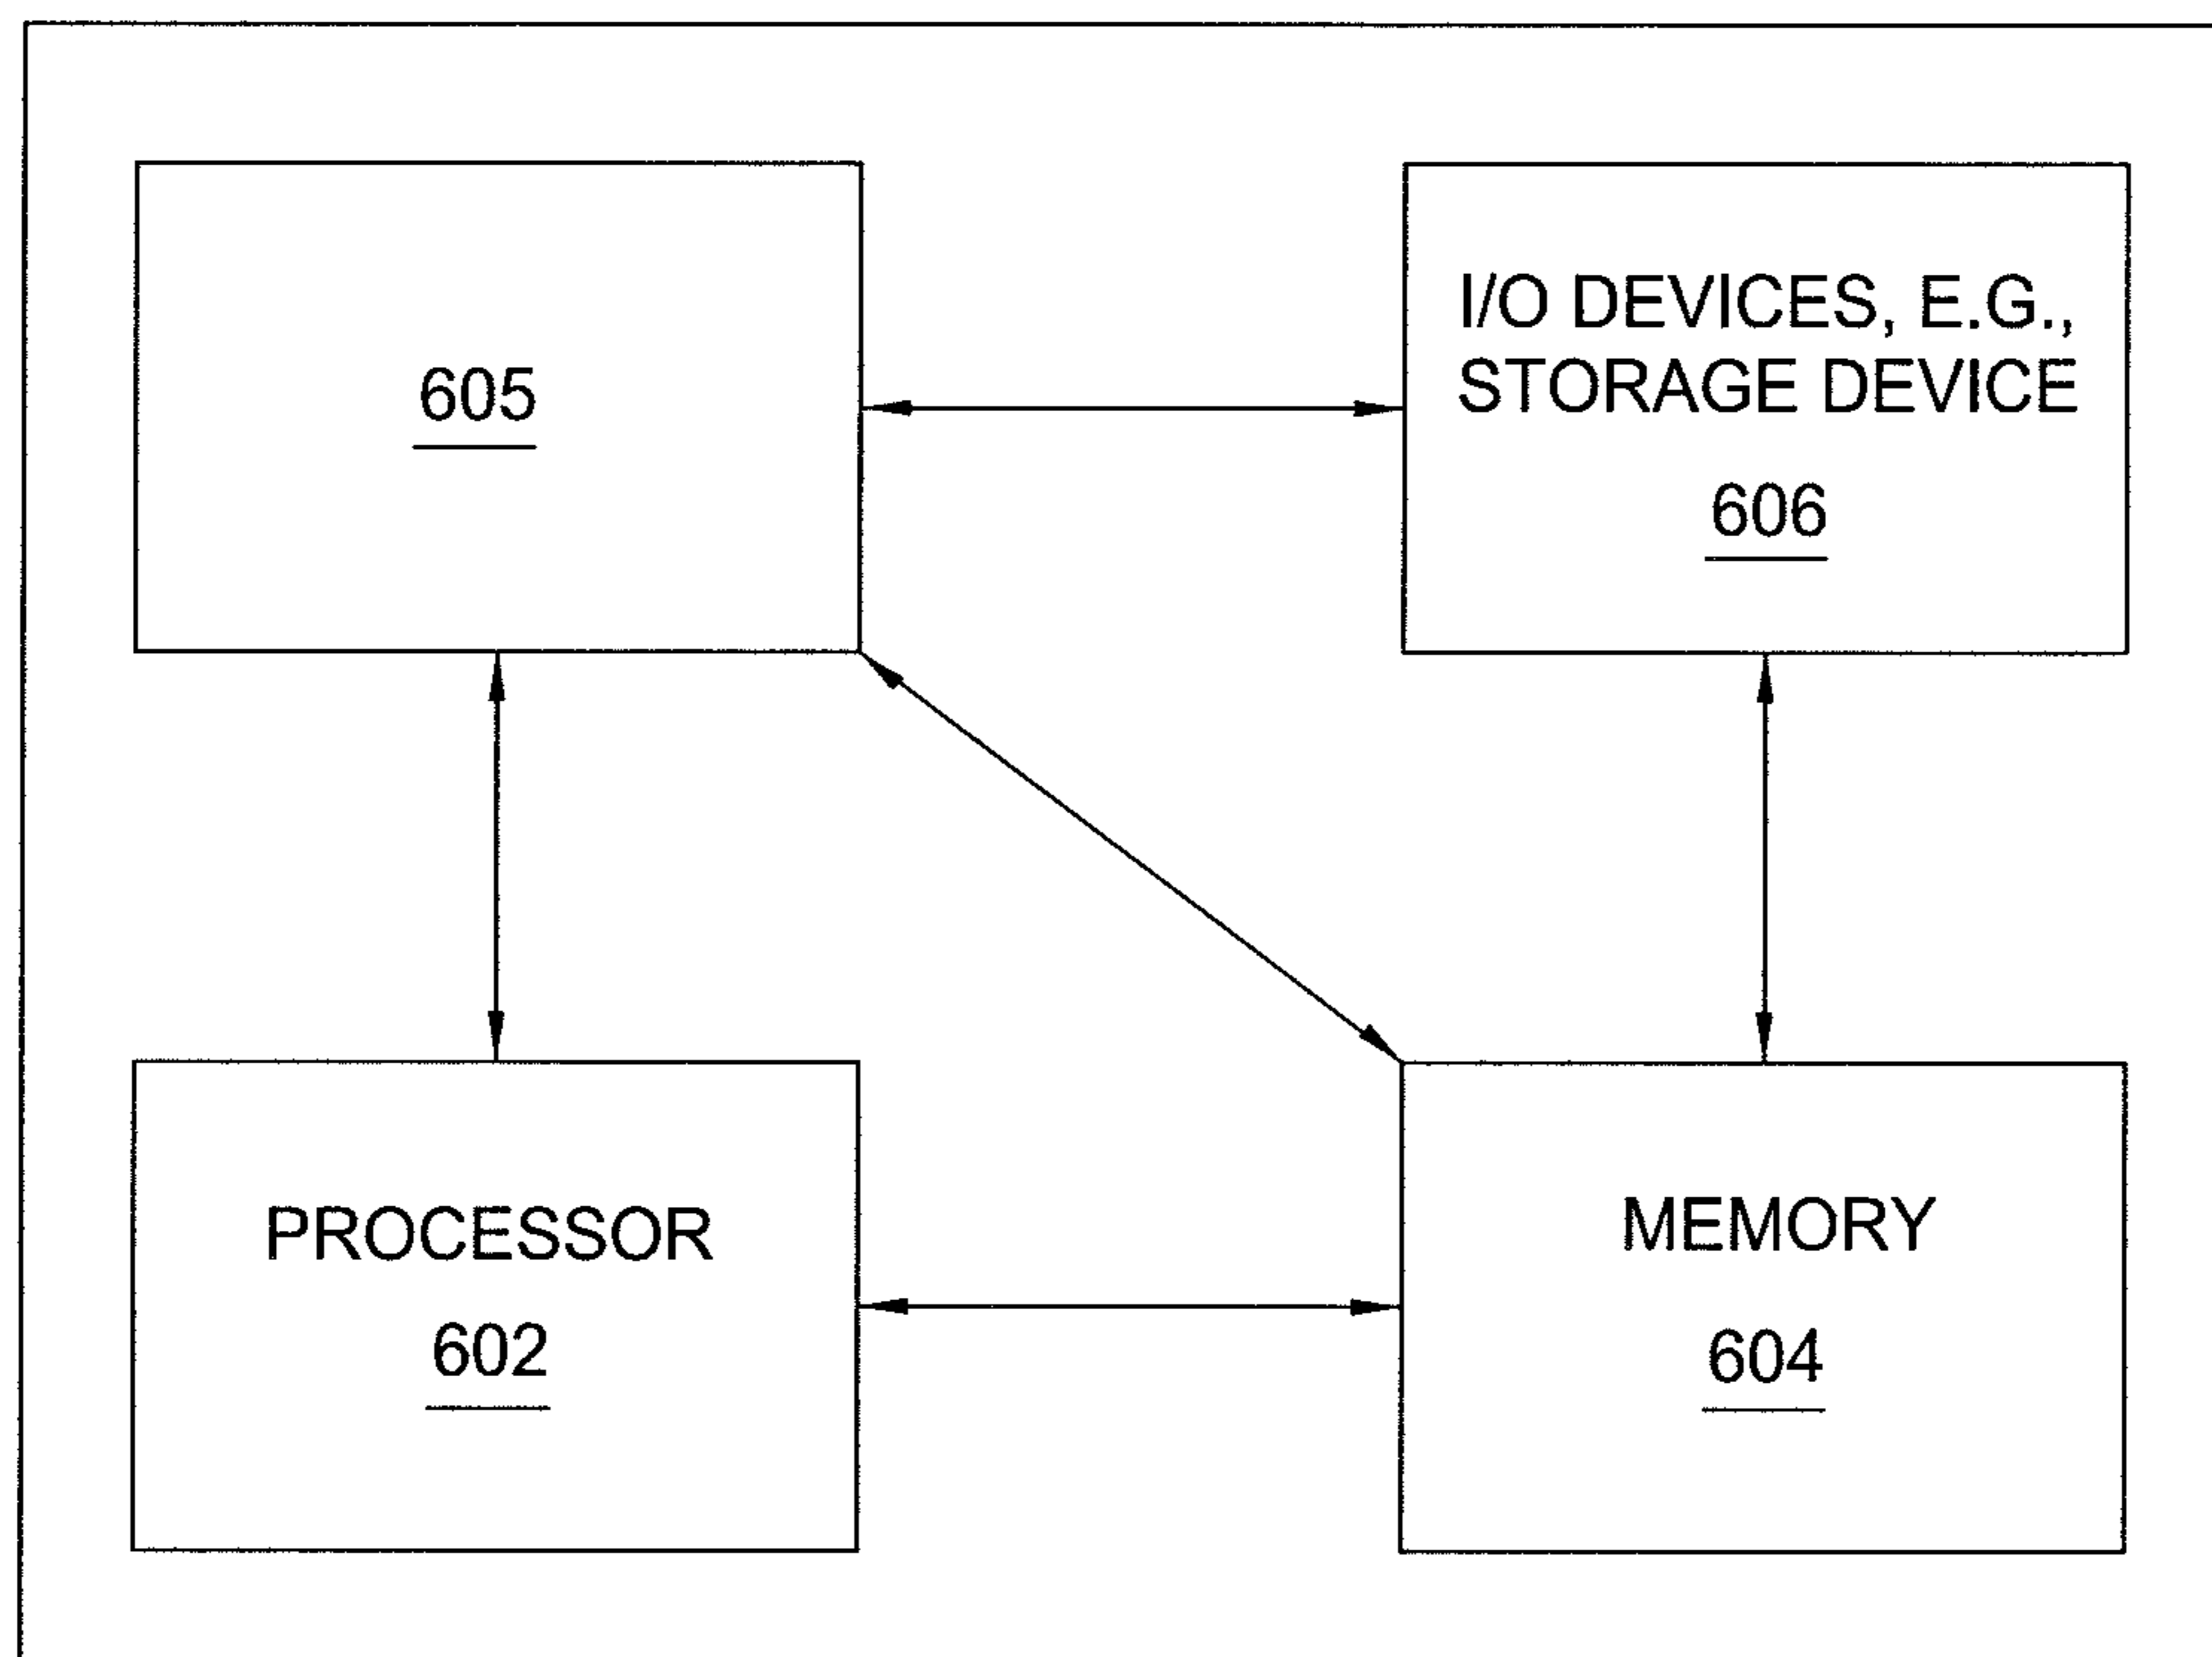 605
I/O DEVICES, E.G.,
STORAGE DEVICE
606
PROCESSOR
602
MEMORY
604